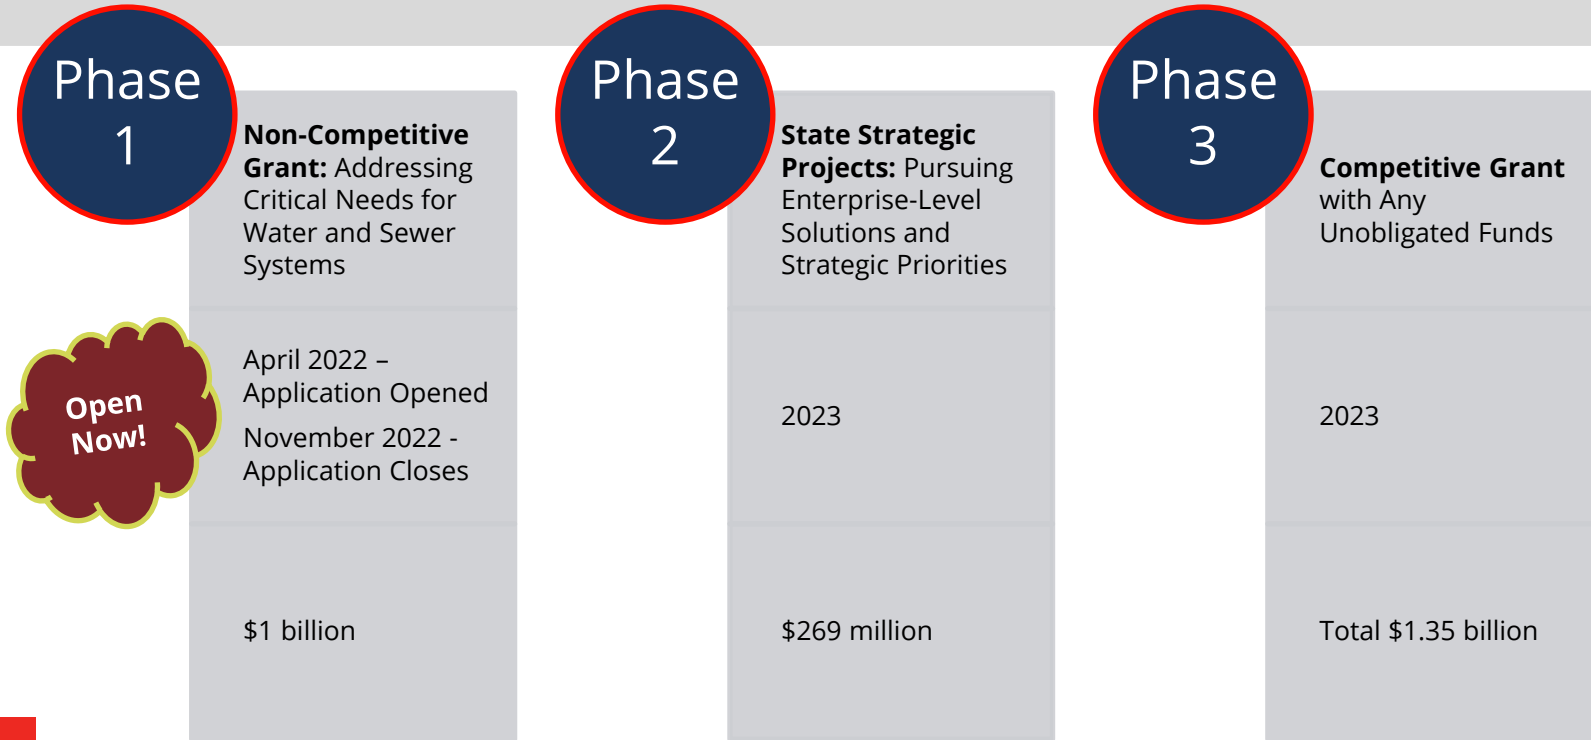 Phase
1
Non-Competitive
Grant: Addressing
Critical Needs for
Water and Sewer
Systems
Open
Now!
April 2022 –
Application Opened
November 2022 -
Application Closes
$1 billion
Phase
2
State Strategic
Projects: Pursuing
Enterprise-Level
Solutions and
Strategic Priorities
2023
$269 million
Phase
3
Competitive Grant
with Any
Unobligated Funds
2023
Total $1.35 billion